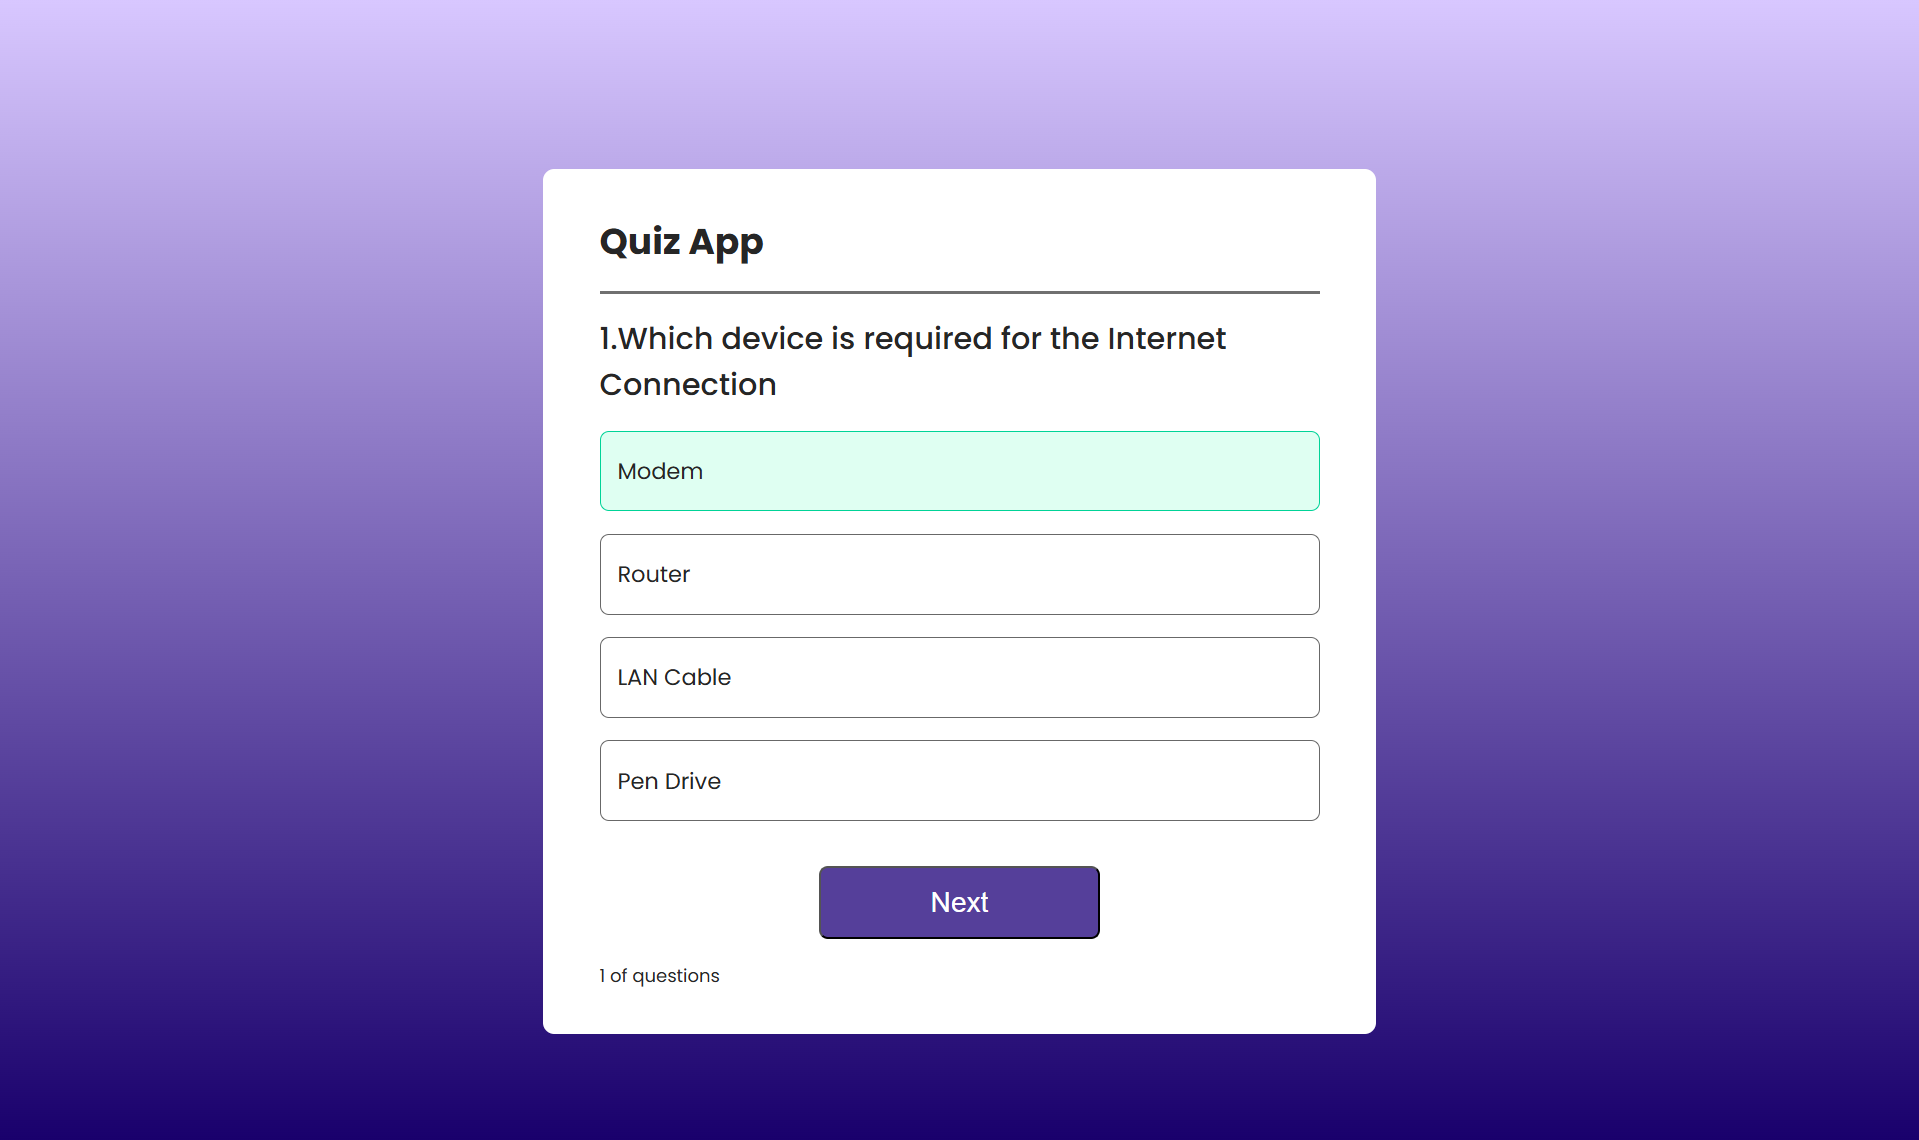 Quiz App
1.Which device is required for the Internet
Connection
Modem
Router
LAN Cable
Pen Drive
Next
1 of questions